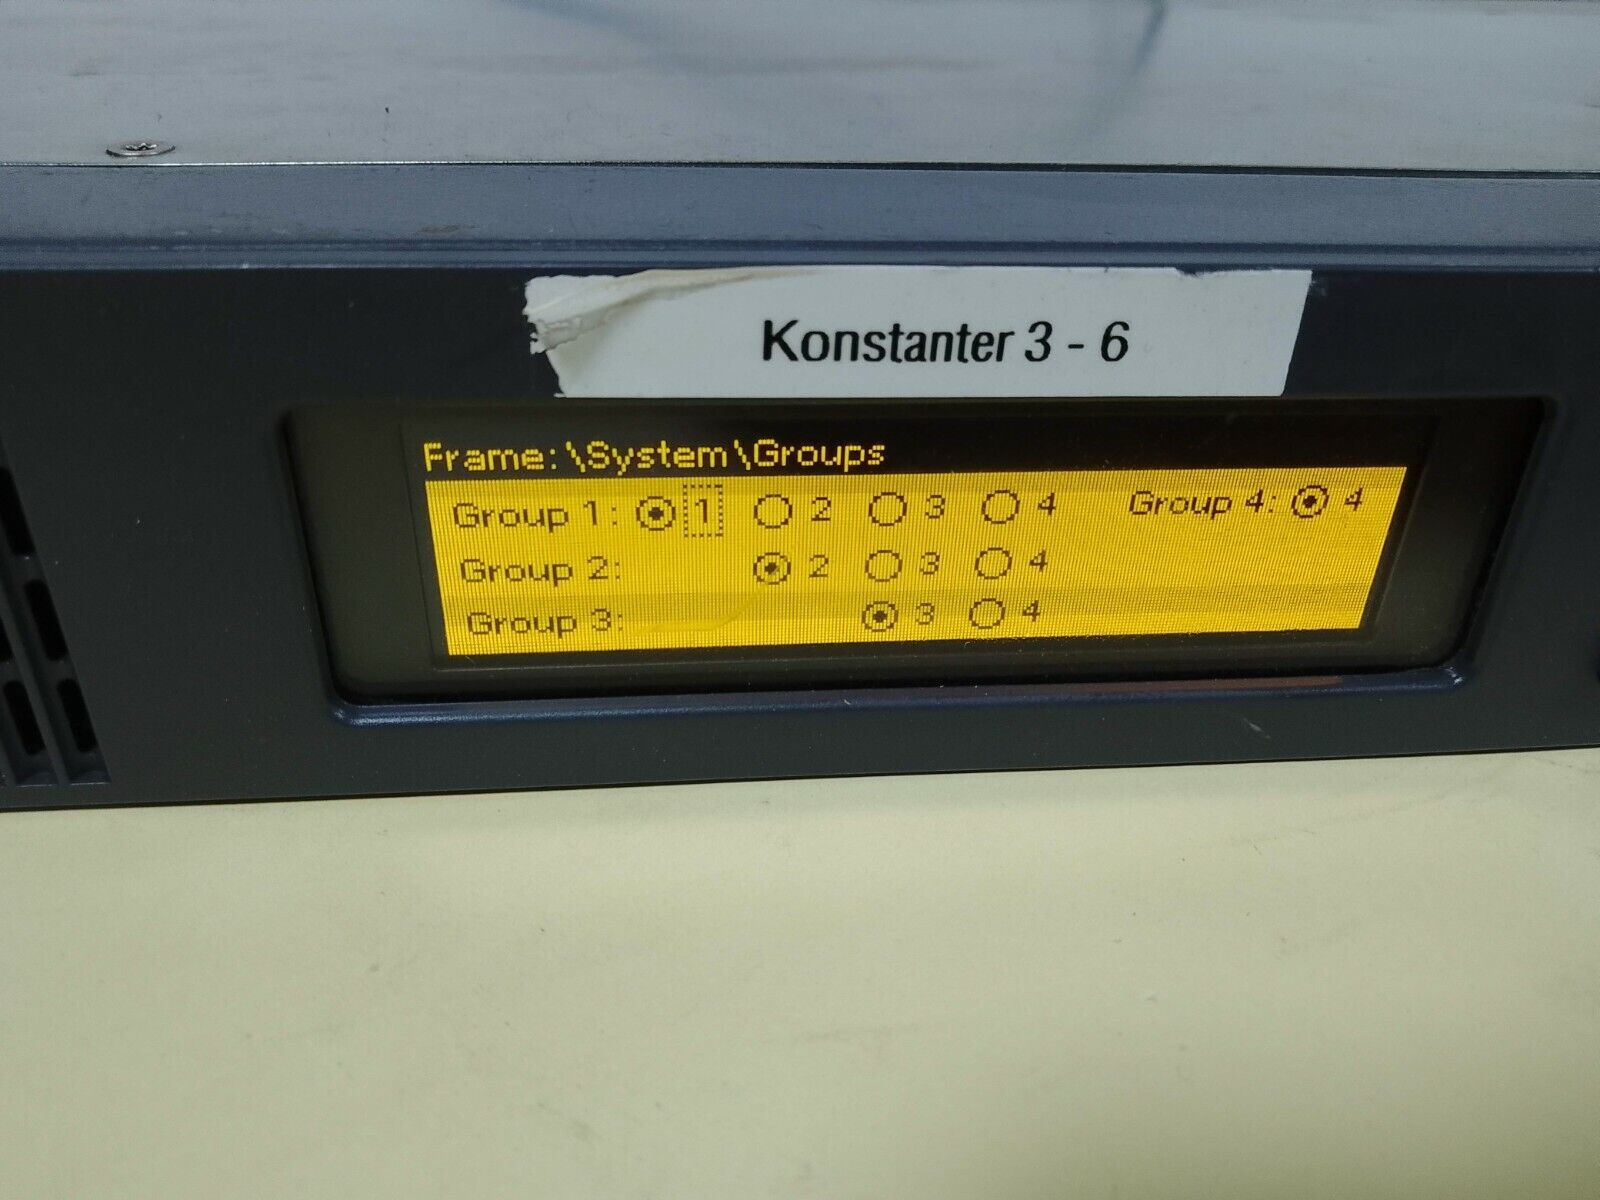 Konstanter 3 - 6
Frame:\System\Groups
Group 1: 1 2 3 4 Group 4: 4
Group 2: 2 3 4
Group 3: 3 4